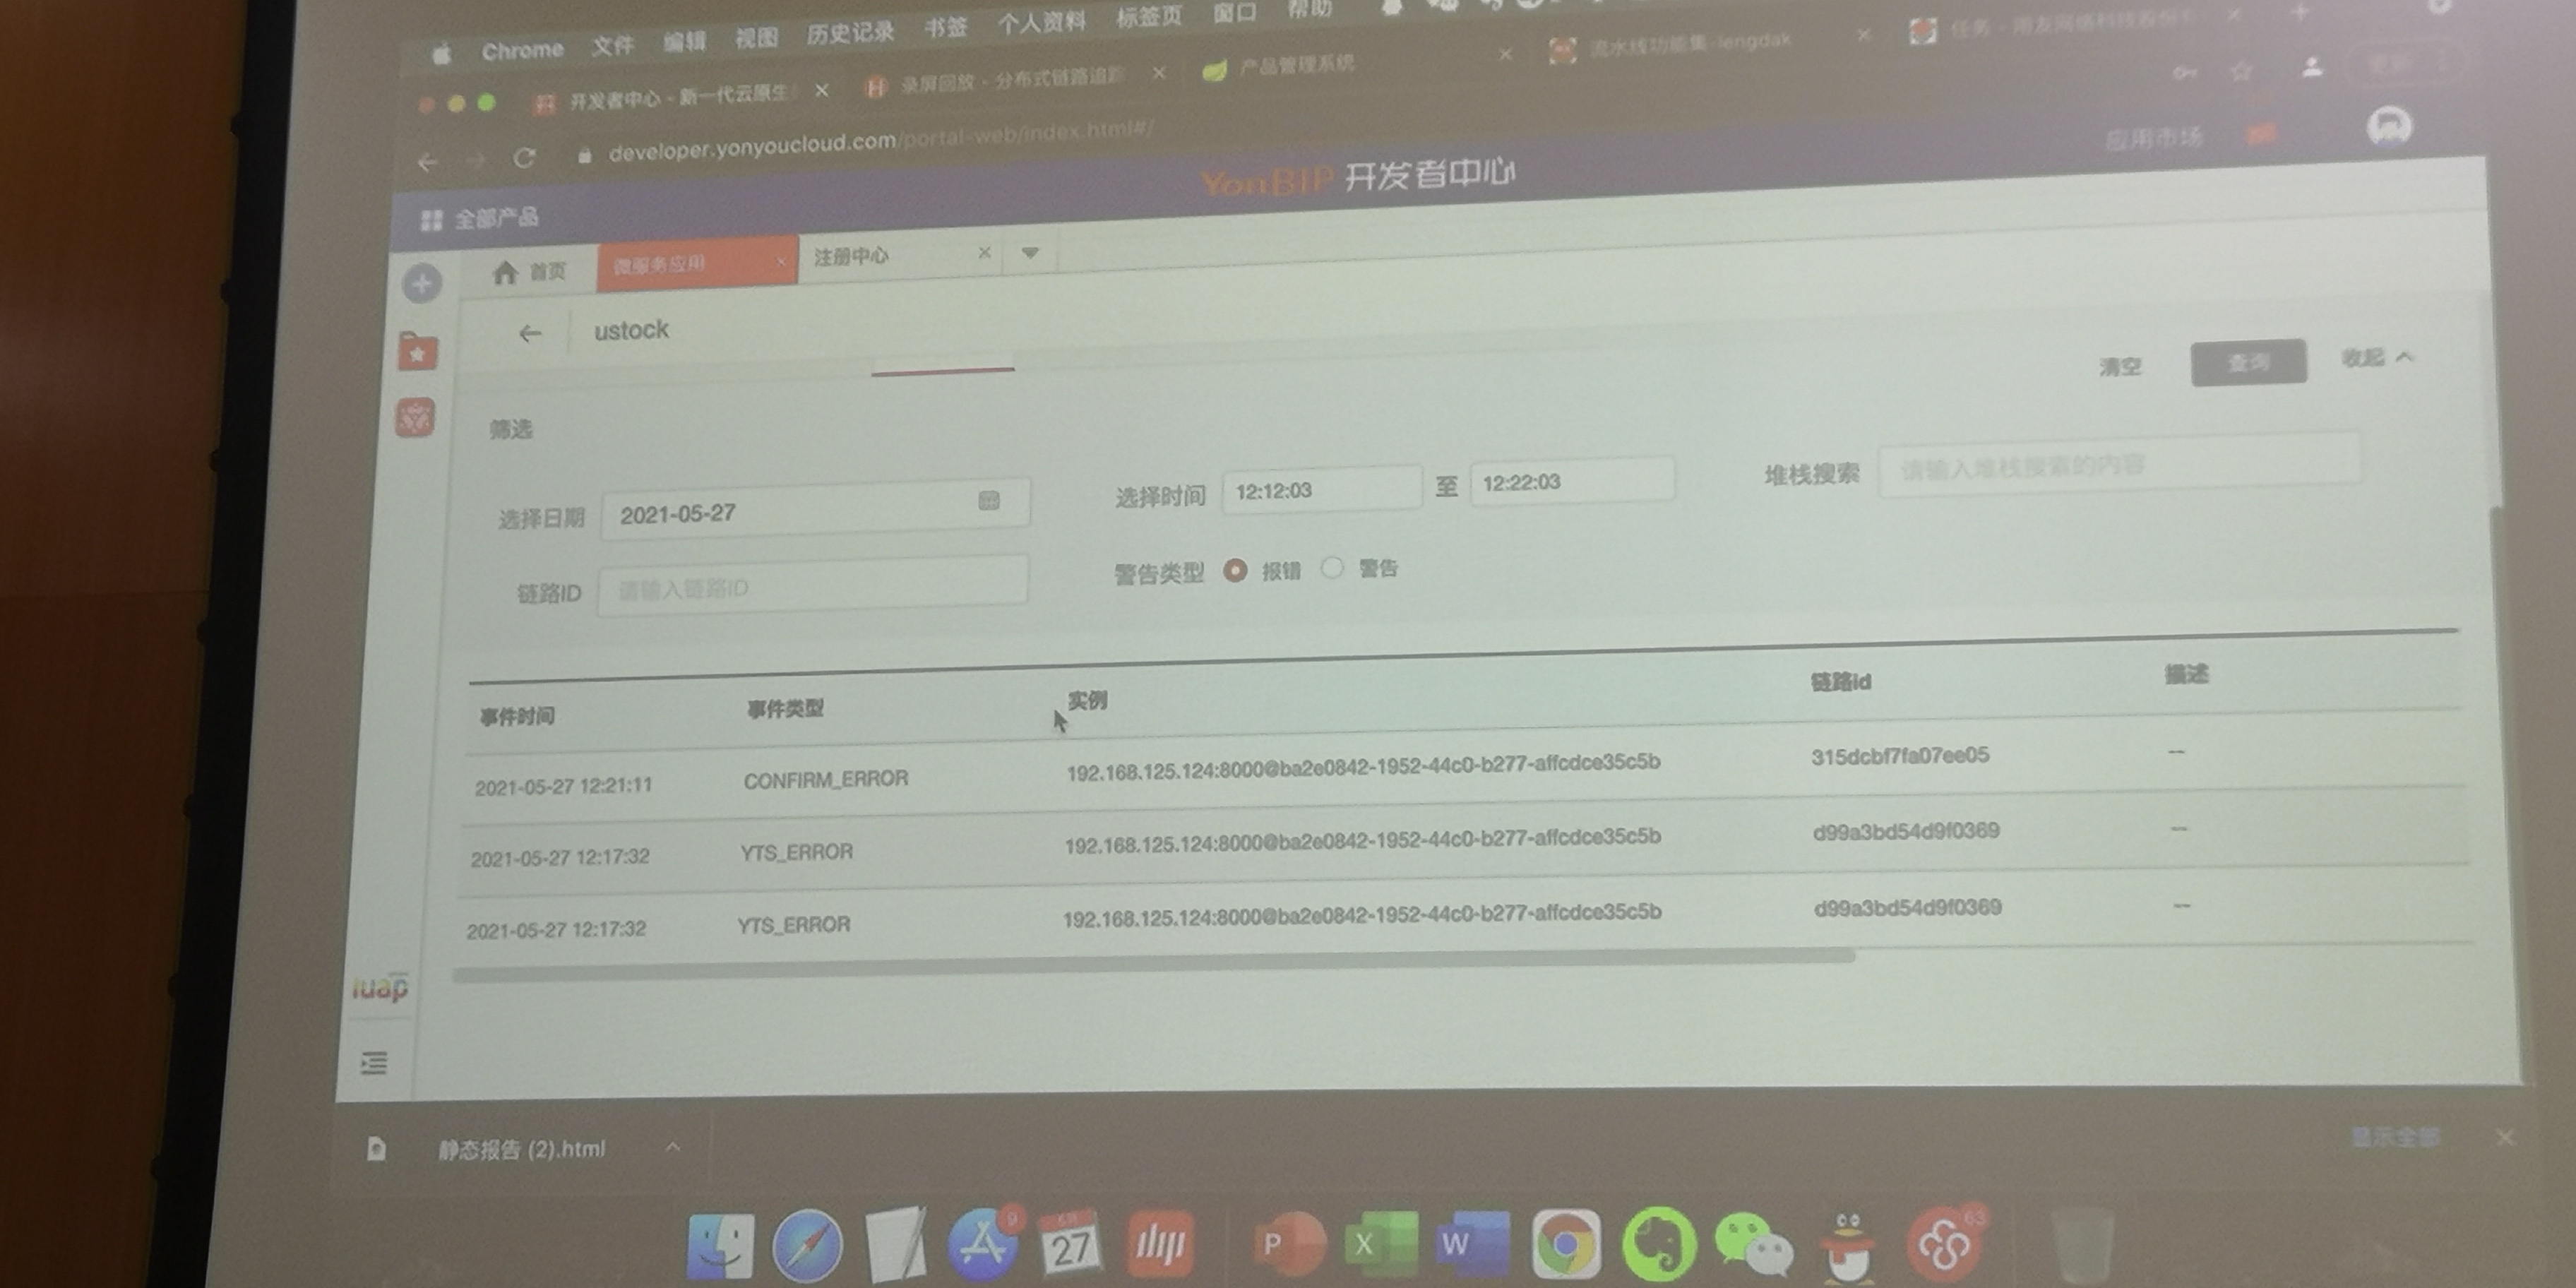 Chrome 文件 编辑 视图 历史记录 书签 个人资料 标签页 窗口 帮助
开发者中心 - 新一代云原生 录屏回放 - 分布式链路追踪 产品管理系统 流水线功能集-lengdak 任务 - 用友网络科技股份
developer.yonyoucloud.com/portal-web/index.html#/ 更新
全部产品 YonBIP 开发者中心 应用市场
首页 微服务应用 注册中心
ustock
清空 查询 收起
筛选
选择日期 2021-05-27 选择时间 12:12:03 至 12:22:03 堆栈搜索 请输入堆栈搜索的内容
链路ID 请输入链路ID 警告类型 报错 警告
事件时间 事件类型 实例 链路id 描述
2021-05-27 12:21:11 CONFIRM_ERROR 192.168.125.124:8000@ba2e0842-1952-44c0-b277-affcdce35c5b 315dcbf7fa07ee05 --
2021-05-27 12:17:32 YTS_ERROR 192.168.125.124:8000@ba2e0842-1952-44c0-b277-affcdce35c5b d99a3bd54d9f0369 --
2021-05-27 12:17:32 YTS_ERROR 192.168.125.124:8000@ba2e0842-1952-44c0-b277-affcdce35c5b d99a3bd54d9f0369 --
iuap
静态报告 (2).html 显示全部
9 27 P X W 63